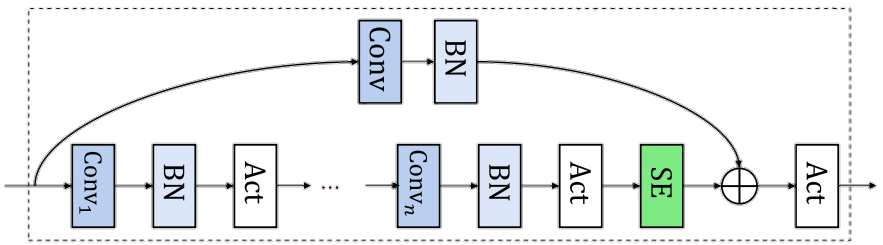 Conv
BN
Conv₁
BN
Act
...
Convₙ
BN
Act
SE
Act